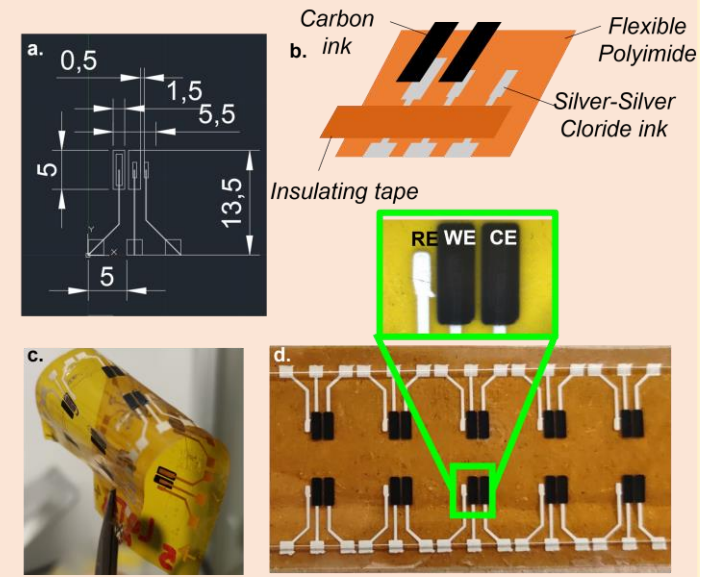 a.
0,5
1,5
5,5
5
13,5
Y
X
5
b.
Carbon
ink
Flexible
Polyimide
Silver-Silver
Cloride ink
Insulating tape
RE WE CE
c.
d.